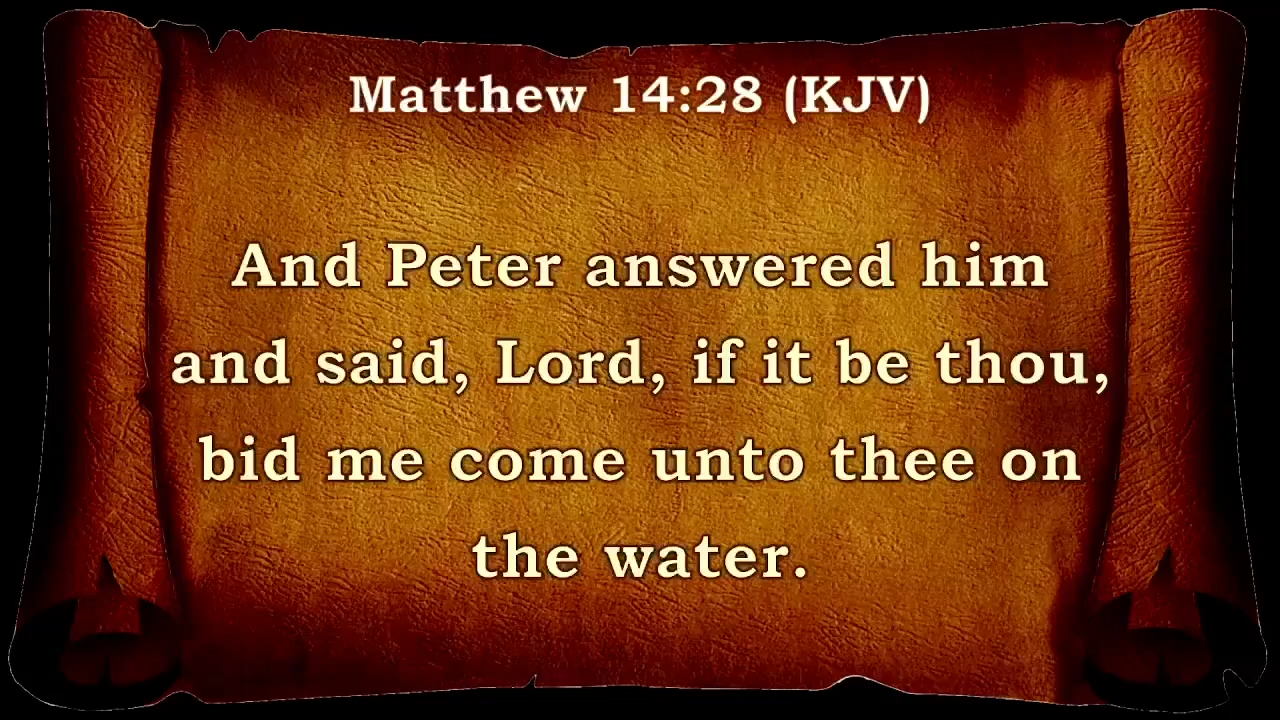 Matthew 14:28 (KJV)
And Peter answered him
and said, Lord, if it be thou,
bid me come unto thee on
the water.